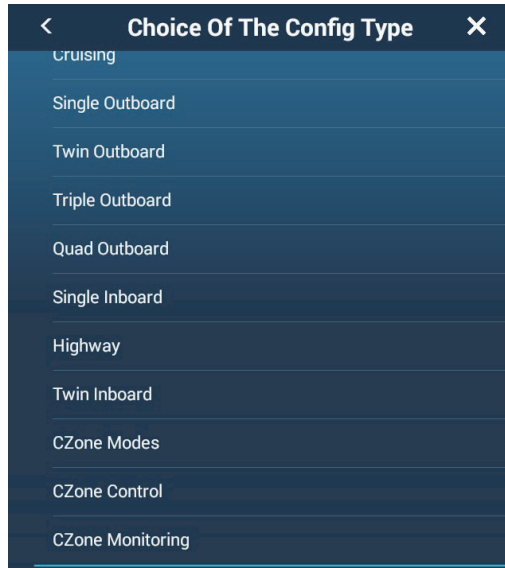 Choice Of The Config Type
Cruising
Single Outboard
Twin Outboard
Triple Outboard
Quad Outboard
Single Inboard
Highway
Twin Inboard
CZone Modes
CZone Control
CZone Monitoring